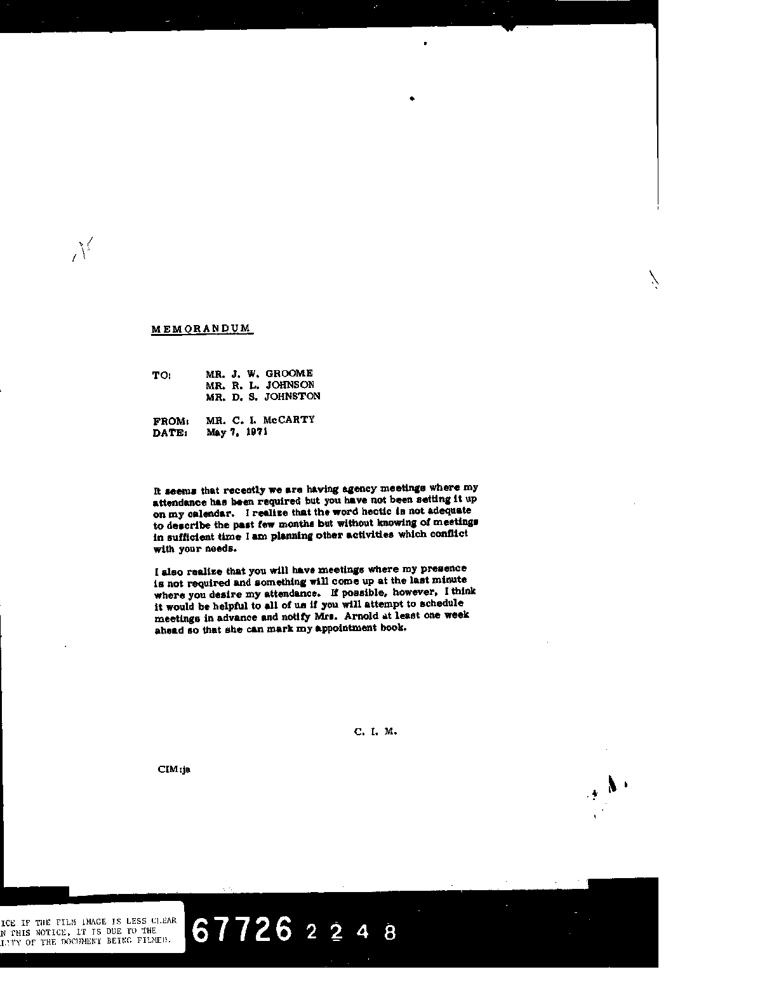 MEMORANDUM
TO: MR. J. W. GROOME
MR. R. L. JOHNSON
MR. D. S. JOHNSTON
FROM: MR. C. I. McCARTY
DATE: May 7, 1971
It seems that recently we are having agency meetings where my
attendance has been required but you have not been setting it up
on my calendar. I realize that the word hectic is not adequate
to describe the past few months but without knowing of meetings
in sufficient time I am planning other activities which conflict
with your needs.
I also realize that you will have meetings where my presence
is not required and something will come up at the last minute
where you desire my attendance. If possible, however, I think
it would be helpful to all of us if you will attempt to schedule
meetings in advance and notify Mrs. Arnold at least one week
ahead so that she can mark my appointment book.
C. I. M.
CIM:ja
ICE IF THE FILM IMAGE IS LESS CLEAR
N THIS NOTICE, IT IS DUE TO THE
LITY OF THE DOCUMENT BEING FILMED.
67726 2248